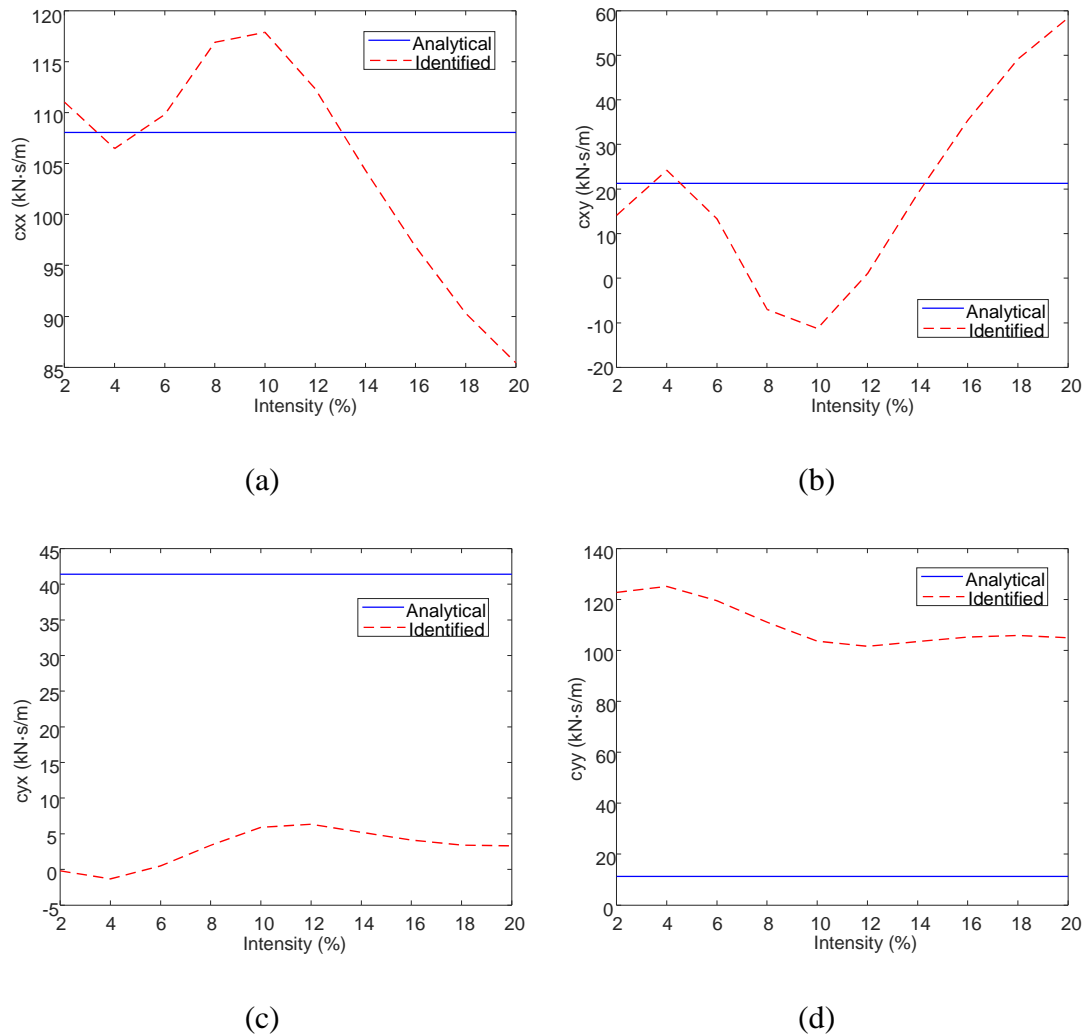 120
115
110
105
100
95
90
85
cxx (kN·s/m)
Analytical
Identified
2 4 6 8 10 12 14 16 18 20
Intensity (%)
(a)
60
50
40
30
20
10
0
-10
-20
cxy (kN·s/m)
Analytical
Identified
2 4 6 8 10 12 14 16 18 20
Intensity (%)
(b)
45
40
35
30
25
20
15
10
5
0
-5
cyx (kN·s/m)
Analytical
Identified
2 4 6 8 10 12 14 16 18 20
Intensity (%)
(c)
140
120
100
80
60
40
20
0
cyy (kN·s/m)
Analytical
Identified
2 4 6 8 10 12 14 16 18 20
Intensity (%)
(d)